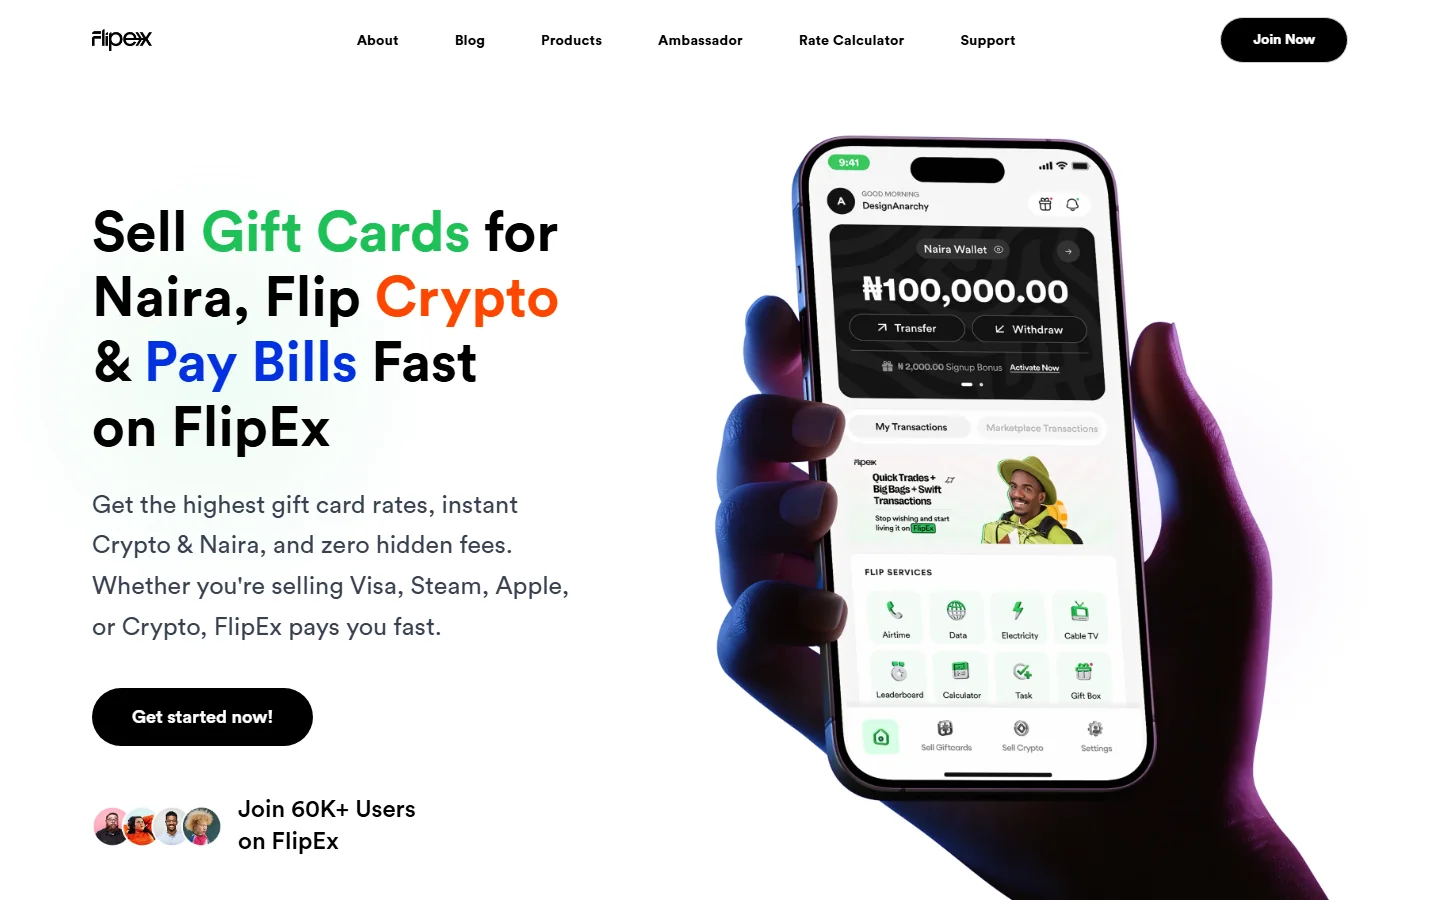 Flipexx
About
Blog
Products
Ambassador
Rate Calculator
Support
Join Now
Sell Gift Cards for
Naira, Flip Crypto
& Pay Bills Fast
on FlipEx
Get the highest gift card rates, instant
Crypto & Naira, and zero hidden fees.
Whether you're selling Visa, Steam, Apple,
or Crypto, FlipEx pays you fast.
Get started now!
Join 60K+ Users
on FlipEx
9:41
A
GOOD MORNING
DesignAnarchy
Naira Wallet
→
₦100,000.00
Transfer
Withdraw
₦ 2,000.00 Signup Bonus Activate Now
My Transactions
Marketplace Transactions
Flipexx
Quick Trades +
Big Bags + Swift
Transactions
Stop wishing and start
living it on FlipEx
FLIP SERVICES
Airtime
Data
Electricity
Cable TV
Leaderboard
Calculator
Task
Gift Box
Sell Giftcards
Sell Crypto
Settings